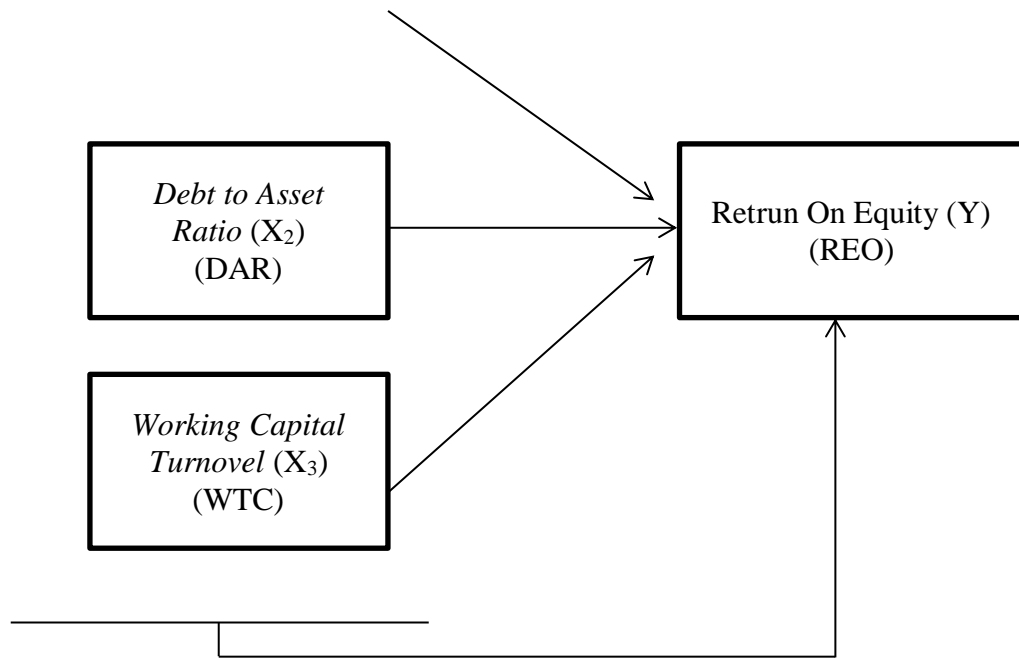 Debt to Asset
Ratio (X₂)
(DAR)
Retrun On Equity (Y)
(REO)
Working Capital
Turnovel (X₃)
(WTC)